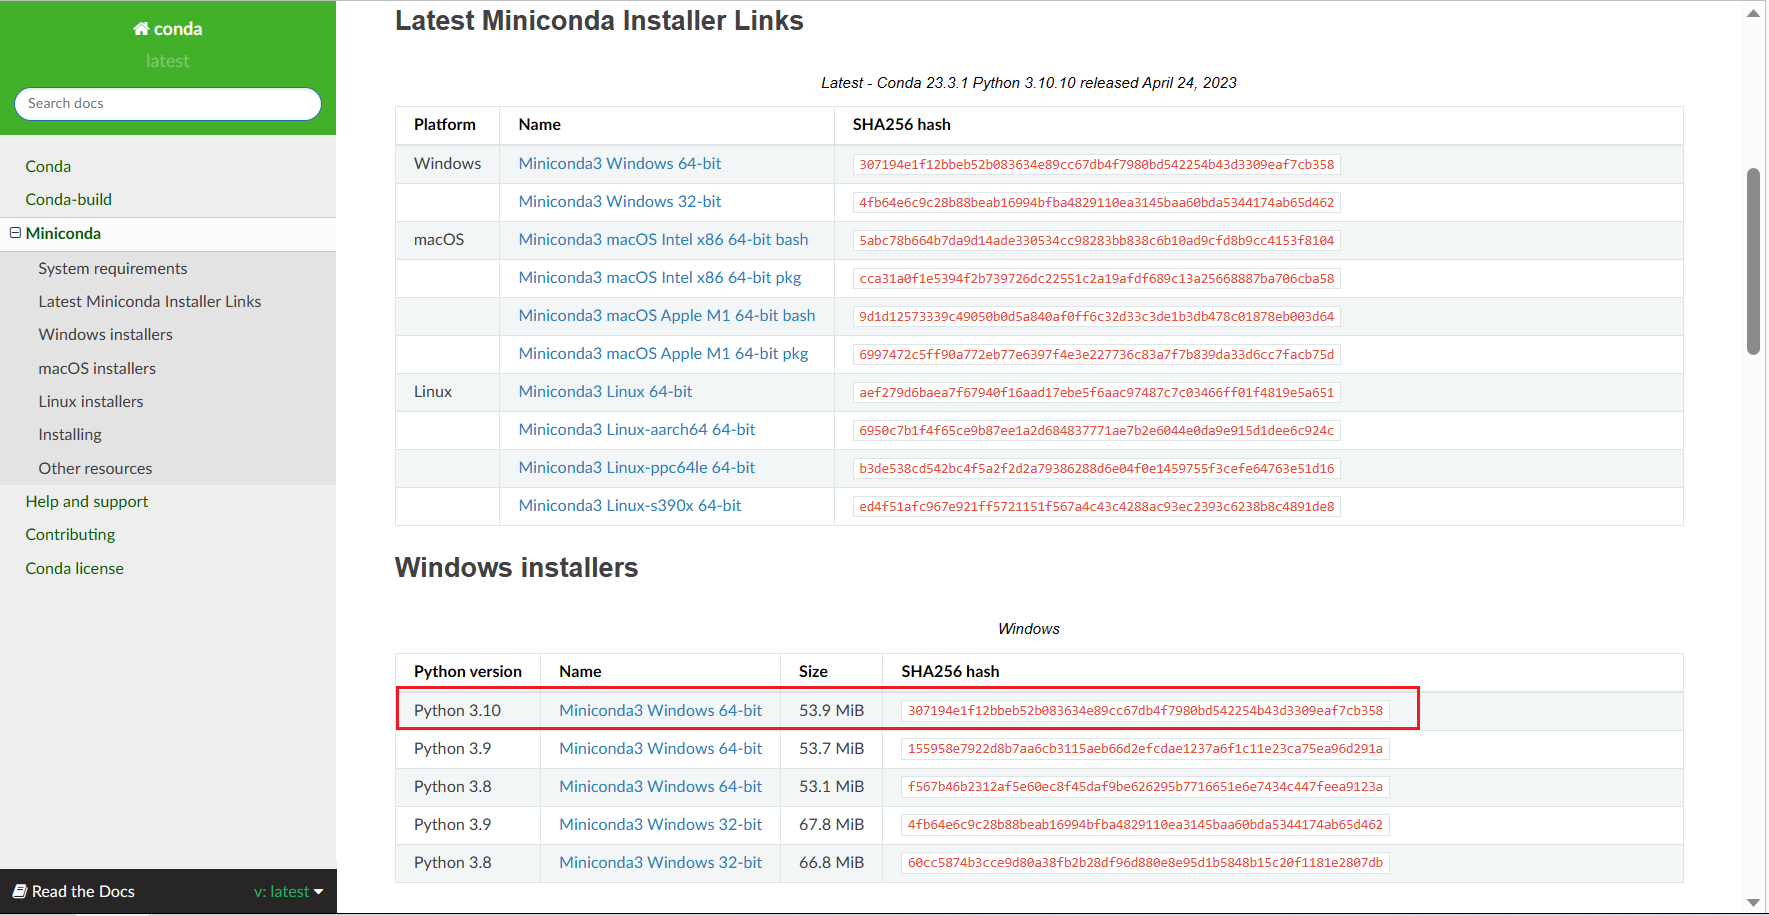 conda
latest
Search docs
Conda
Conda-build
Miniconda
System requirements
Latest Miniconda Installer Links
Windows installers
macOS installers
Linux installers
Installing
Other resources
Help and support
Contributing
Conda license
Read the Docs v: latest
Latest Miniconda Installer Links
Latest - Conda 23.3.1 Python 3.10.10 released April 24, 2023
Platform Name SHA256 hash
Windows Miniconda3 Windows 64-bit 307194e1f12bbeb52b083634e89cc67db4f7980bd542254b43d3309eaf7cb358
Miniconda3 Windows 32-bit 4fb64e6c9c28b88beab16994bfba4829110ea3145baa60bda5344174ab65d462
macOS Miniconda3 macOS Intel x86 64-bit bash 5abc78b664b7da9d14ade330534cc98283bb838c6b10ad9cfd8b9cc4153f8104
Miniconda3 macOS Intel x86 64-bit pkg cca31a0f1e5394f2b739726dc22551c2a19afdf689c13a25668887ba706cba58
Miniconda3 macOS Apple M1 64-bit bash 9d1d12573339c49050b0d5a840af0ff6c32d33c3de1b3db478c01878eb003d64
Miniconda3 macOS Apple M1 64-bit pkg 6997472c5ff90a772eb77e6397f4e3e227736c83a7f7b839da33d6cc7facb75d
Linux Miniconda3 Linux 64-bit aef279d6baea7f67940f16aad17ebe5f6aac97487c7c03466ff01f4819e5a651
Miniconda3 Linux-aarch64 64-bit 6950c7b1f4f65ce9b87ee1a2d684837771ae7b2e6044e0da9e915d1dee6c924c
Miniconda3 Linux-ppc64le 64-bit b3de538cd542bc4f5a2f2d2a79386288d6e04f0e1459755f3cefe64763e51d16
Miniconda3 Linux-s390x 64-bit ed4f51afc967e921ff5721151f567a4c43c4288ac93ec2393c6238b8c4891de8
Windows installers
Windows
Python version Name Size SHA256 hash
Python 3.10 Miniconda3 Windows 64-bit 53.9 MiB 307194e1f12bbeb52b083634e89cc67db4f7980bd542254b43d3309eaf7cb358
Python 3.9 Miniconda3 Windows 64-bit 53.7 MiB 155958e7922d8b7aa6cb3115aeb66d2efcdae1237a6f1c11e23ca75ea96d291a
Python 3.8 Miniconda3 Windows 64-bit 53.1 MiB f567b46b2312af5e60ec8f45daf9be626295b7716651e6e7434c447feea9123a
Python 3.9 Miniconda3 Windows 32-bit 67.8 MiB 4fb64e6c9c28b88beab16994bfba4829110ea3145baa60bda5344174ab65d462
Python 3.8 Miniconda3 Windows 32-bit 66.8 MiB 60cc5874b3cce9d80a38fb2b28df96d880e8e95d1b5848b15c20f1181e2807db